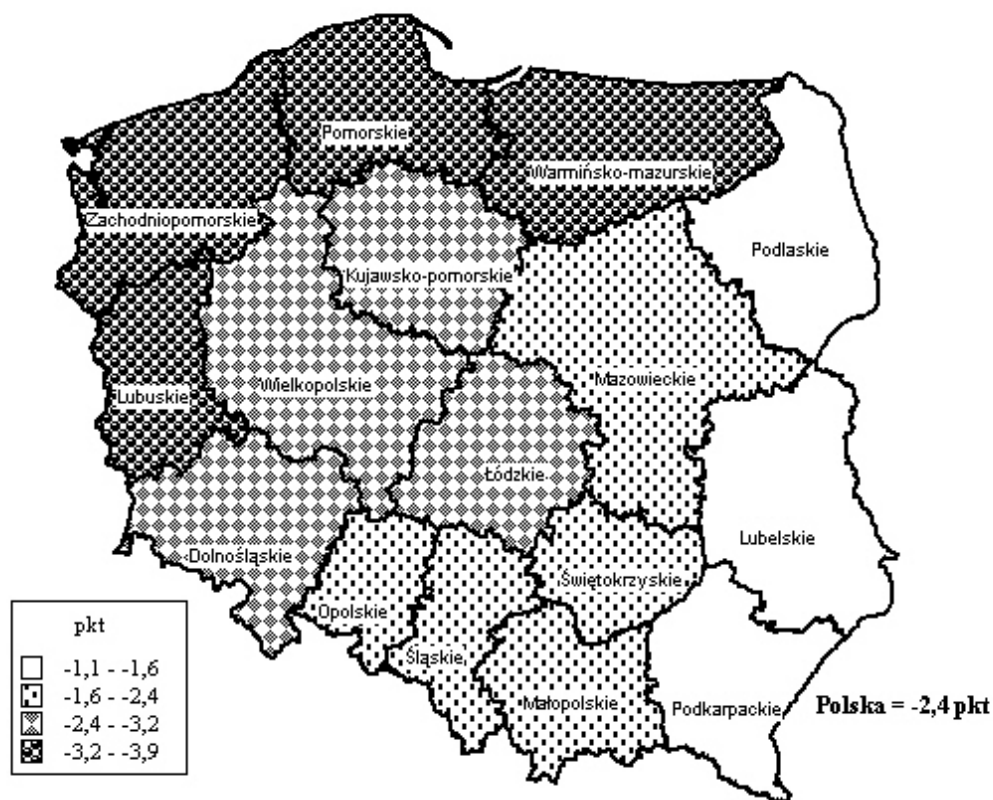 Pomorskie
Warmińsko-mazurskie
Zachodniopomorskie
Podlaskie
Kujawsko-pomorskie
Mazowieckie
Wielkopolskie
Lubuskie
Łódzkie
Lubelskie
Dolnośląskie
Świętokrzyskie
Opolskie
Śląskie
Małopolskie
Podkarpackie
Polska = -2,4 pkt
pkt
-1,1 - -1,6
-1,6 - -2,4
-2,4 - -3,2
-3,2 - -3,9